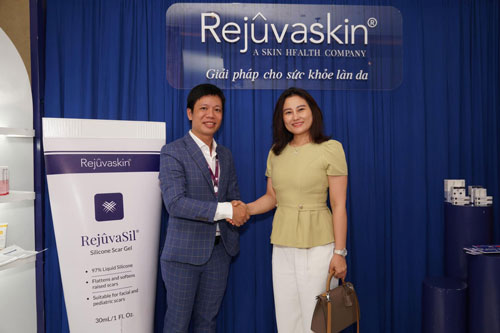 Rejûvaskin®
A SKIN HEALTH COMPANY
Giải pháp cho sức khỏe làn da
Rejûvaskin®
RejûvaSil®
Silicone Scar Gel
• 97% Liquid Silicone
• Flattens and softens
raised scars
• Suitable for facial and
pediatric scars
30mL/1 Fl. Oz